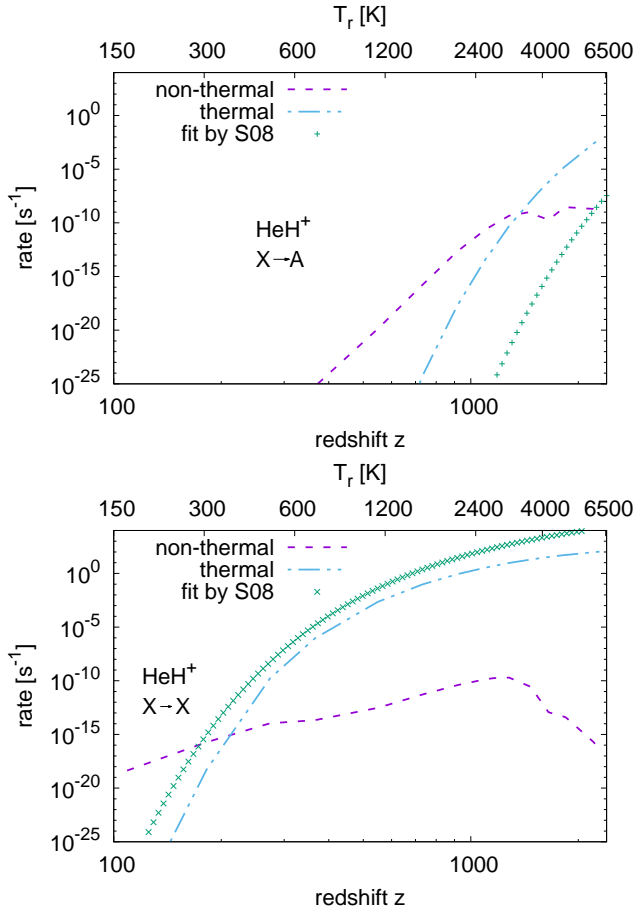 T_r [K]
150 300 600 1200 2400 4000 6500
non-thermal
thermal
fit by S08
10^0
10^-5
10^-10
10^-15
10^-20
10^-25
rate [s^-1]
HeH^+
X→A
100 1000
redshift z
T_r [K]
150 300 600 1200 2400 4000 6500
non-thermal
thermal
fit by S08
10^0
10^-5
10^-10
10^-15
10^-20
10^-25
rate [s^-1]
HeH^+
X→X
100 1000
redshift z